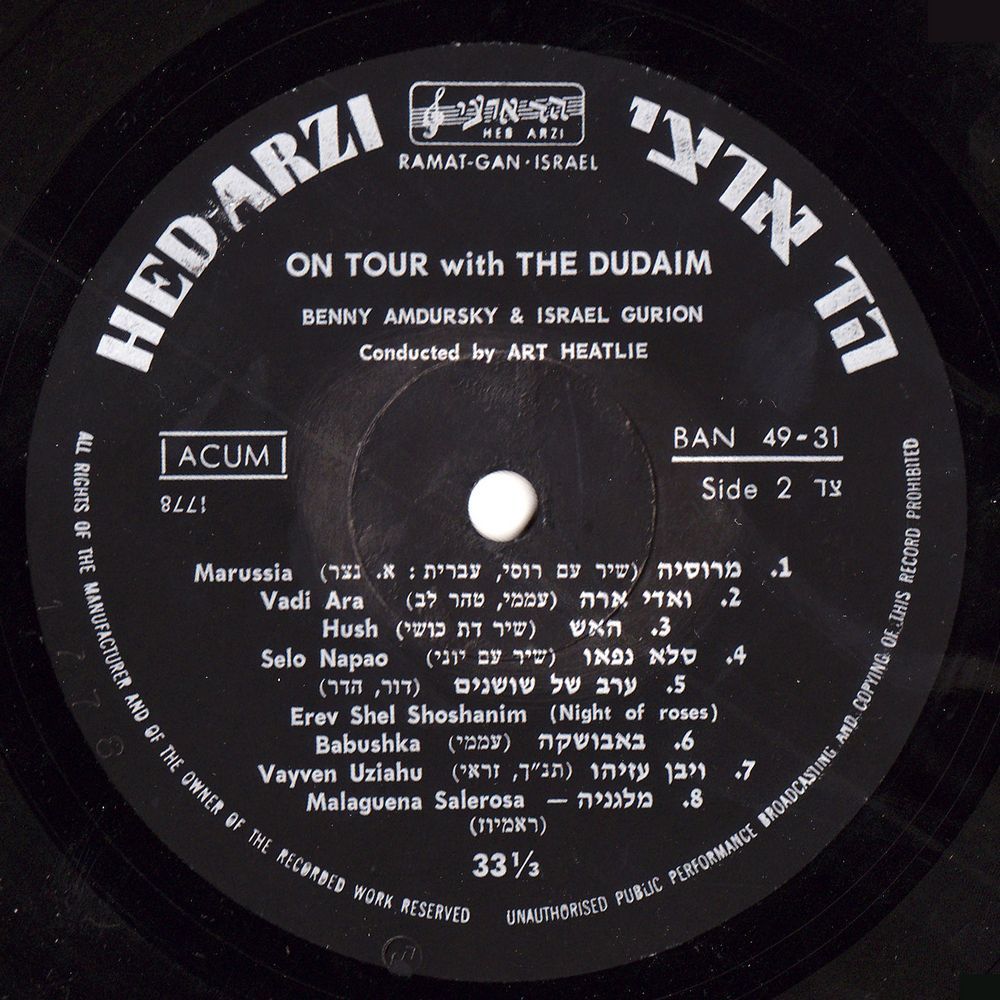 HED-ARZI
הד ארצי
הד ארצי
HED ARZI
RAMAT-GAN · ISRAEL
ON TOUR with THE DUDAIM
BENNY AMDURSKY & ISRAEL GURION
Conducted by ART HEATLIE
ACUM
1778
BAN 49-31
Side 2 צד
1. מרוסיה (שיר עם רוסי, עברית: א. נצר) Marussia
2. ואדי ארה (עממי, טהר לב) Vadi Ara
3. האש (שיר דת כושי) Hush
4. סלא נפאו (שיר עם יוני) Selo Napao
5. ערב של שושנים (דור, הדר)
Erev Shel Shoshanim (Night of roses)
6. באבושקה (עממי) Babushka
7. ויבן עזיהו (תנ"ך, זראי) Vayven Uziahu
8. מלגניה — Malaguena Salerosa
(ראמיוז)
33⅓
ALL RIGHTS OF THE MANUFACTURER AND OF THE OWNER OF THE RECORDED WORK RESERVED
UNAUTHORISED PUBLIC PERFORMANCE BROADCASTING AND COPYING OF THIS RECORD PROHIBITED